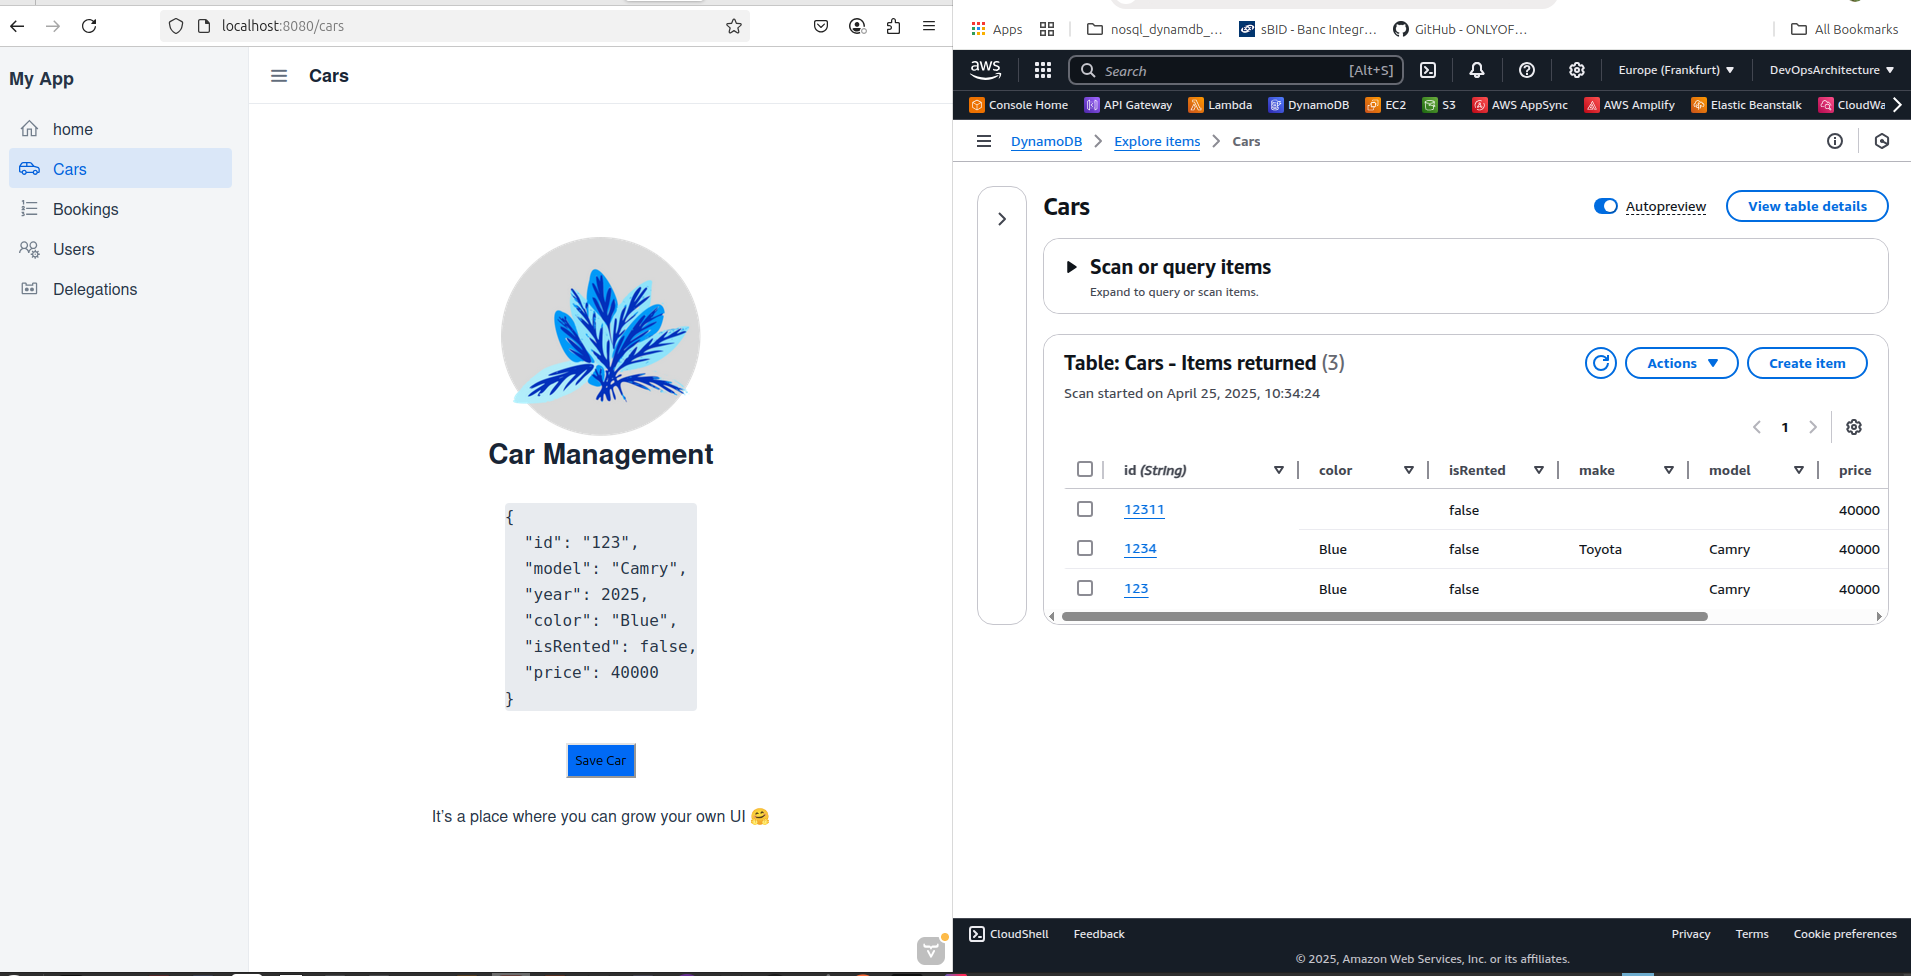 localhost:8080/cars
My App
home
Cars
Bookings
Users
Delegations
Cars
Car Management
{
"id": "123",
"model": "Camry",
"year": 2025,
"color": "Blue",
"isRented": false,
"price": 40000
}
Save Car
It's a place where you can grow your own UI 🤗
Apps
nosql_dynamdb_...
sBID - Banc Integr...
GitHub - ONLYOF...
All Bookmarks
aws
Search
[Alt+S]
Europe (Frankfurt)
DevOpsArchitecture
Console Home
API Gateway
Lambda
DynamoDB
EC2
S3
AWS AppSync
AWS Amplify
Elastic Beanstalk
CloudWa
DynamoDB
Explore items
Cars
Cars
Autopreview
View table details
Scan or query items
Expand to query or scan items.
Table: Cars - Items returned (3)
Scan started on April 25, 2025, 10:34:24
Actions
Create item
1
id (String) color isRented make model price
12311 false 40000
1234 Blue false Toyota Camry 40000
123 Blue false Camry 40000
CloudShell
Feedback
Privacy
Terms
Cookie preferences
© 2025, Amazon Web Services, Inc. or its affiliates.